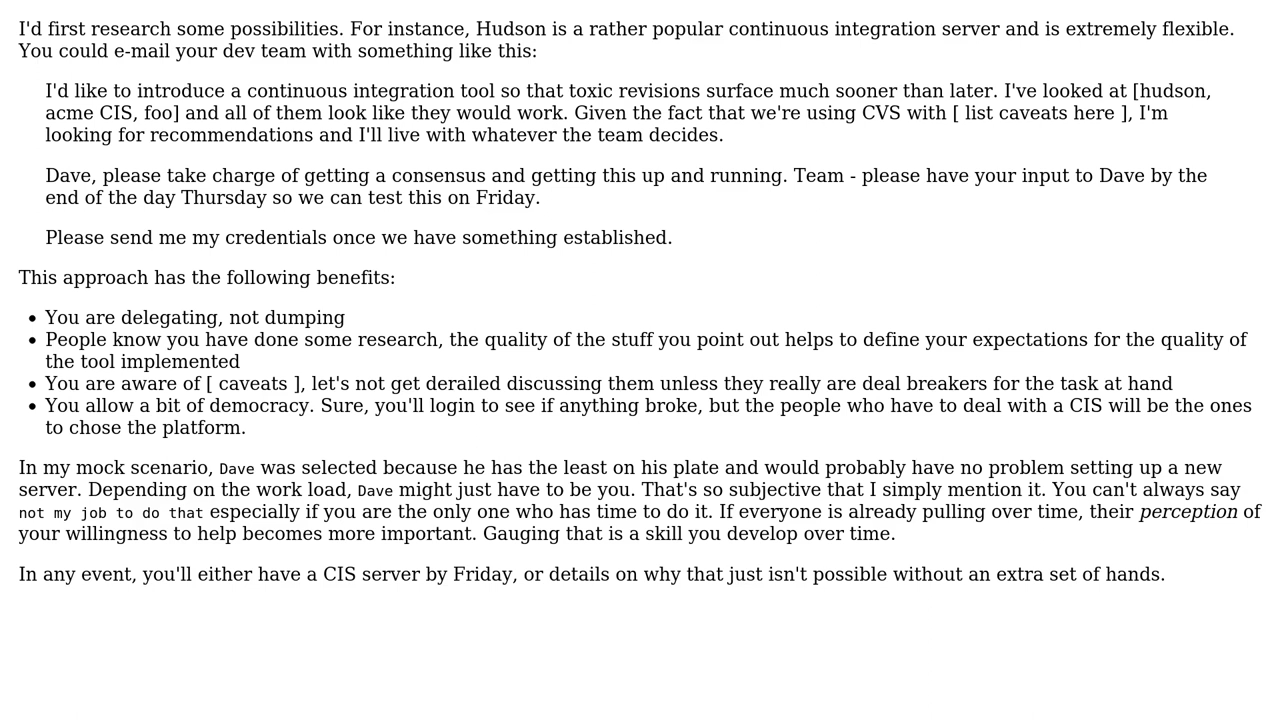 I'd first research some possibilities. For instance, Hudson is a rather popular continuous integration server and is extremely flexible.
You could e-mail your dev team with something like this:
I'd like to introduce a continuous integration tool so that toxic revisions surface much sooner than later. I've looked at [hudson,
acme CIS, foo] and all of them look like they would work. Given the fact that we're using CVS with [ list caveats here ], I'm
looking for recommendations and I'll live with whatever the team decides.
Dave, please take charge of getting a consensus and getting this up and running. Team - please have your input to Dave by the
end of the day Thursday so we can test this on Friday.
Please send me my credentials once we have something established.
This approach has the following benefits:
• You are delegating, not dumping
• People know you have done some research, the quality of the stuff you point out helps to define your expectations for the quality of
the tool implemented
• You are aware of [ caveats ], let's not get derailed discussing them unless they really are deal breakers for the task at hand
• You allow a bit of democracy. Sure, you'll login to see if anything broke, but the people who have to deal with a CIS will be the ones
to chose the platform.
In my mock scenario, Dave was selected because he has the least on his plate and would probably have no problem setting up a new
server. Depending on the work load, Dave might just have to be you. That's so subjective that I simply mention it. You can't always say
not my job to do that especially if you are the only one who has time to do it. If everyone is already pulling over time, their perception of
your willingness to help becomes more important. Gauging that is a skill you develop over time.
In any event, you'll either have a CIS server by Friday, or details on why that just isn't possible without an extra set of hands.